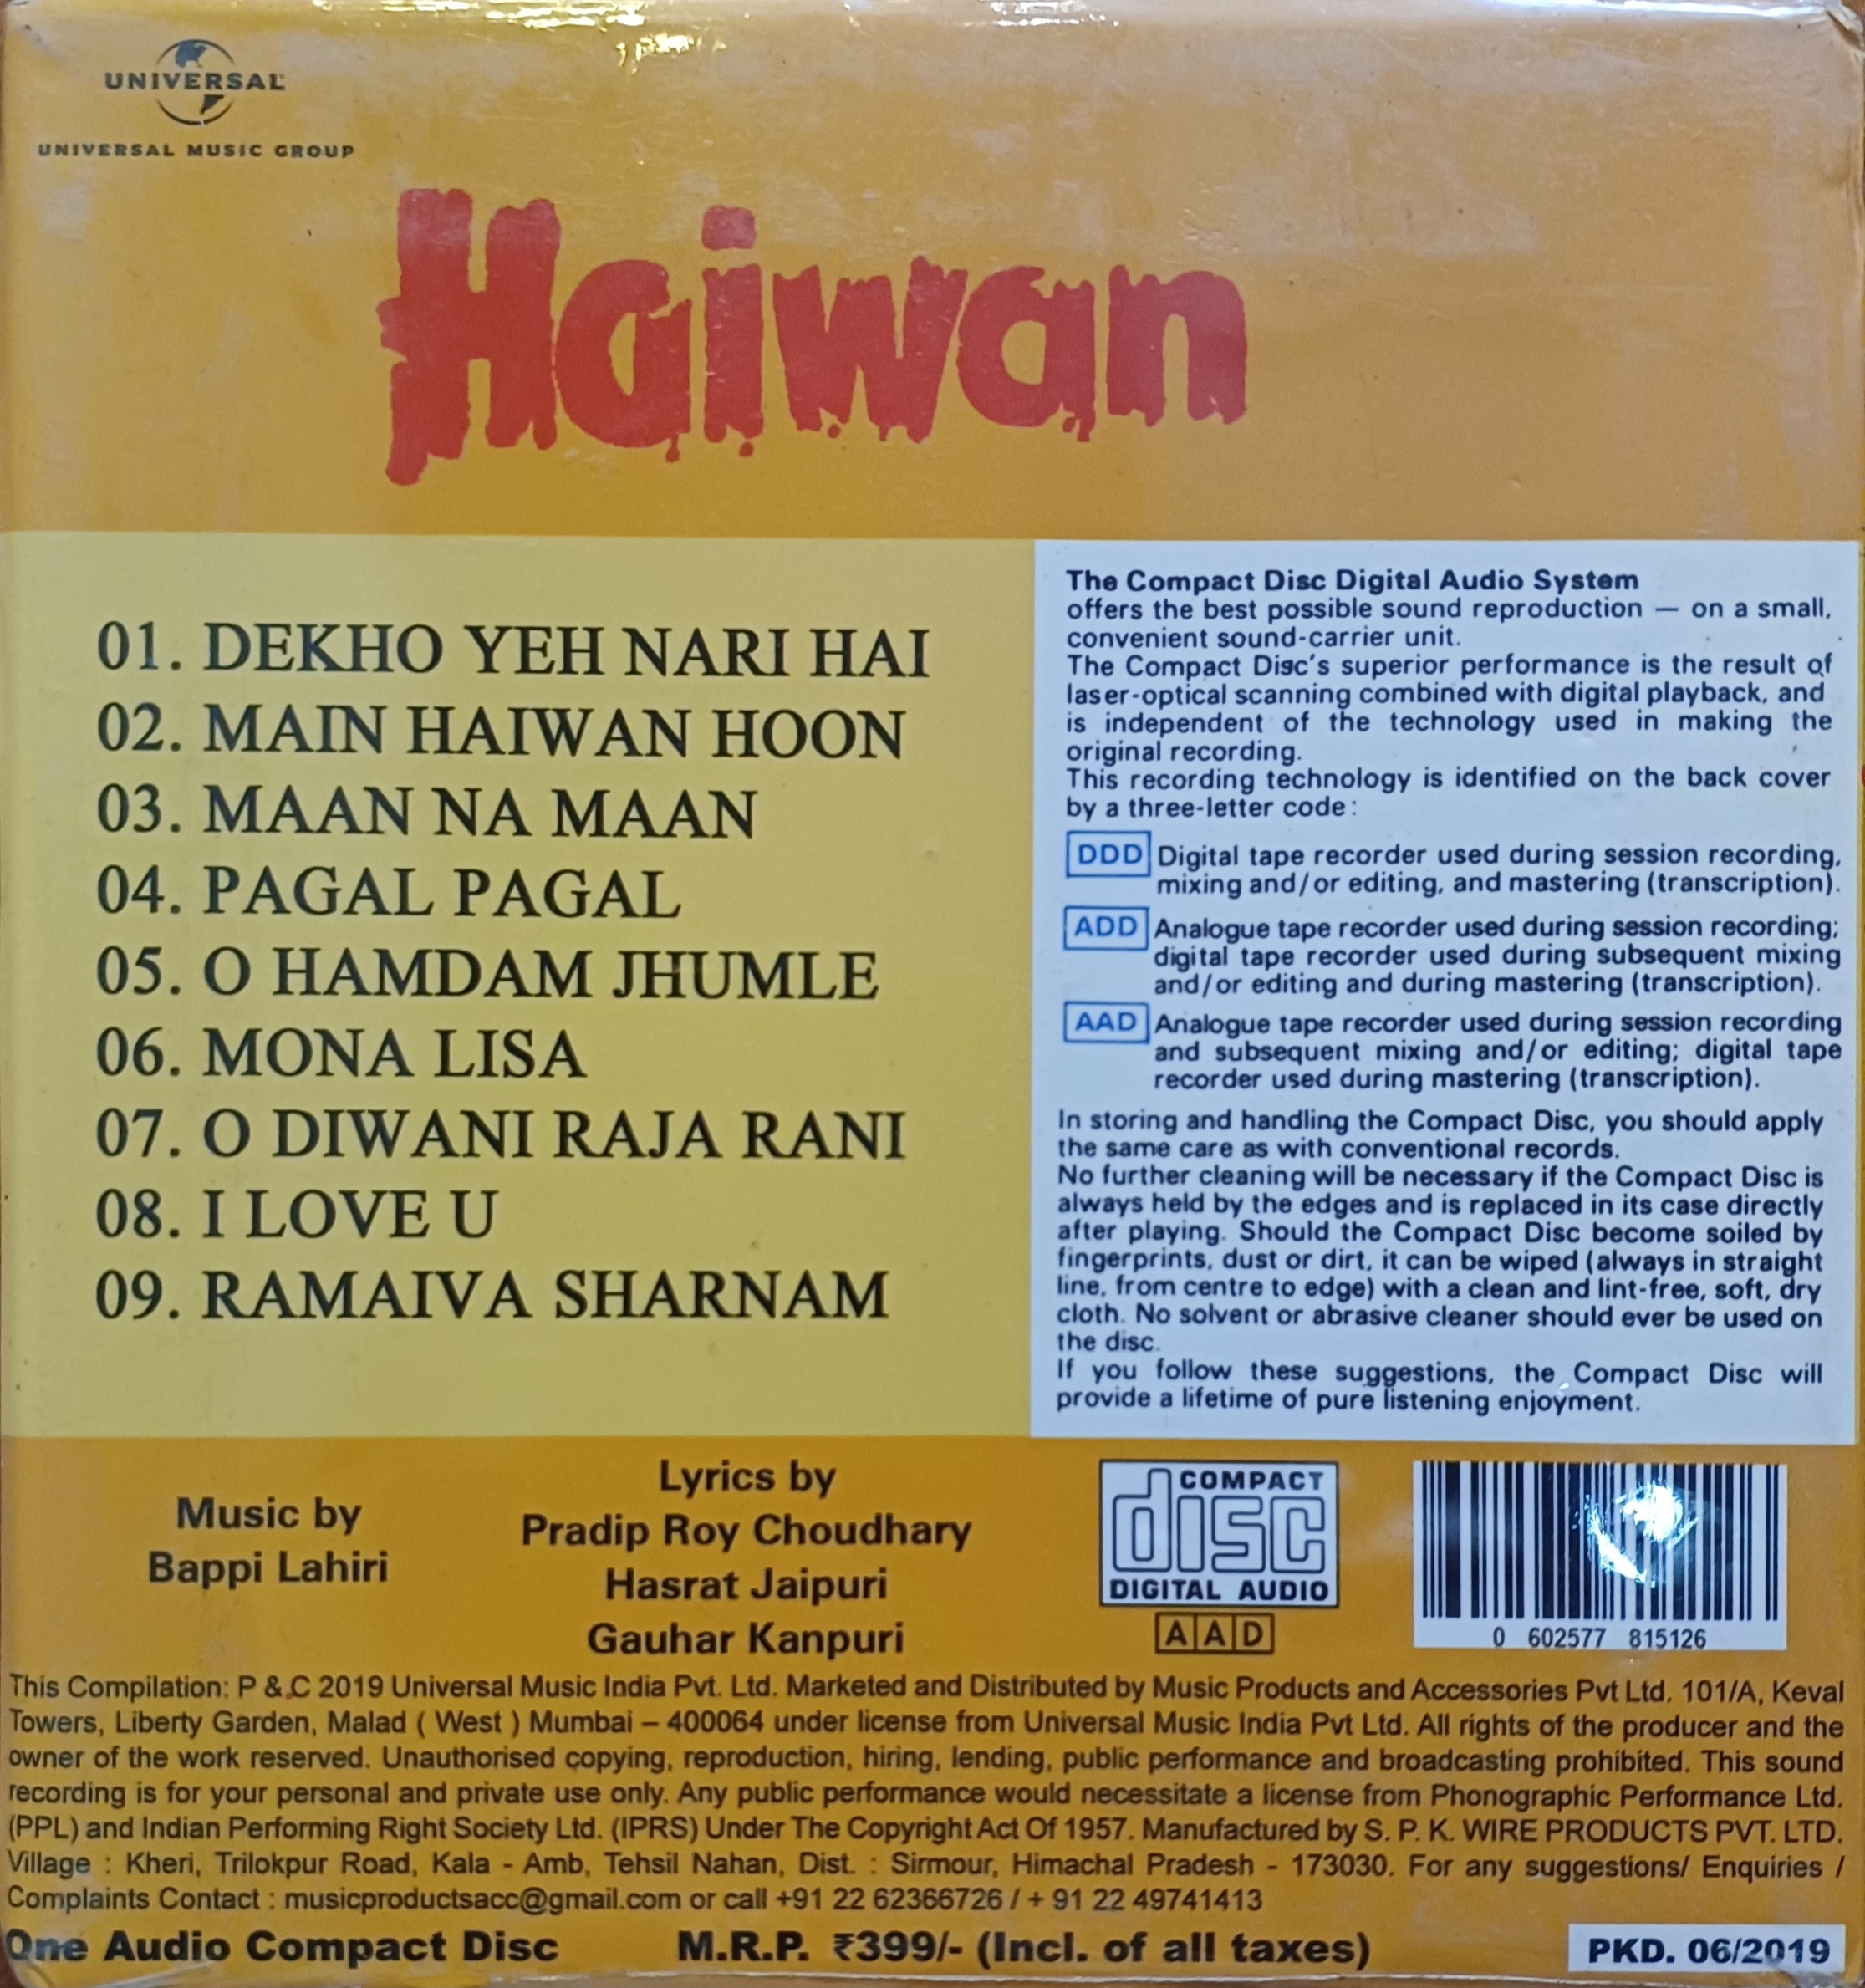 UNIVERSAL
UNIVERSAL MUSIC GROUP
Haiwan
01. DEKHO YEH NARI HAI
02. MAIN HAIWAN HOON
03. MAAN NA MAAN
04. PAGAL PAGAL
05. O HAMDAM JHUMLE
06. MONA LISA
07. O DIWANI RAJA RANI
08. I LOVE U
09. RAMAIVA SHARNAM
The Compact Disc Digital Audio System
offers the best possible sound reproduction — on a small,
convenient sound-carrier unit.
The Compact Disc's superior performance is the result of
laser-optical scanning combined with digital playback, and
is independent of the technology used in making the
original recording.
This recording technology is identified on the back cover
by a three-letter code:
DDD Digital tape recorder used during session recording,
mixing and/or editing, and mastering (transcription).
ADD Analogue tape recorder used during session recording;
digital tape recorder used during subsequent mixing
and/or editing and during mastering (transcription).
AAD Analogue tape recorder used during session recording
and subsequent mixing and/or editing; digital tape
recorder used during mastering (transcription).
In storing and handling the Compact Disc, you should apply
the same care as with conventional records.
No further cleaning will be necessary if the Compact Disc is
always held by the edges and is replaced in its case directly
after playing. Should the Compact Disc become soiled by
fingerprints, dust or dirt, it can be wiped (always in straight
line, from centre to edge) with a clean and lint-free, soft, dry
cloth. No solvent or abrasive cleaner should ever be used on
the disc.
If you follow these suggestions, the Compact Disc will
provide a lifetime of pure listening enjoyment.
Music by
Bappi Lahiri
Lyrics by
Pradip Roy Choudhary
Hasrat Jaipuri
Gauhar Kanpuri
COMPACT
disc
DIGITAL AUDIO
AAD
0 602577 815126
This Compilation: P & C 2019 Universal Music India Pvt. Ltd. Marketed and Distributed by Music Products and Accessories Pvt Ltd. 101/A, Keval
Towers, Liberty Garden, Malad ( West ) Mumbai – 400064 under license from Universal Music India Pvt Ltd. All rights of the producer and the
owner of the work reserved. Unauthorised copying, reproduction, hiring, lending, public performance and broadcasting prohibited. This sound
recording is for your personal and private use only. Any public performance would necessitate a license from Phonographic Performance Ltd.
(PPL) and Indian Performing Right Society Ltd. (IPRS) Under The Copyright Act Of 1957. Manufactured by S. P. K. WIRE PRODUCTS PVT. LTD.
Village : Kheri, Trilokpur Road, Kala - Amb, Tehsil Nahan, Dist. : Sirmour, Himachal Pradesh - 173030. For any suggestions/ Enquiries /
Complaints Contact : musicproductsacc@gmail.com or call +91 22 62366726 / + 91 22 49741413
One Audio Compact Disc
M.R.P. ₹399/- (Incl. of all taxes)
PKD. 06/2019